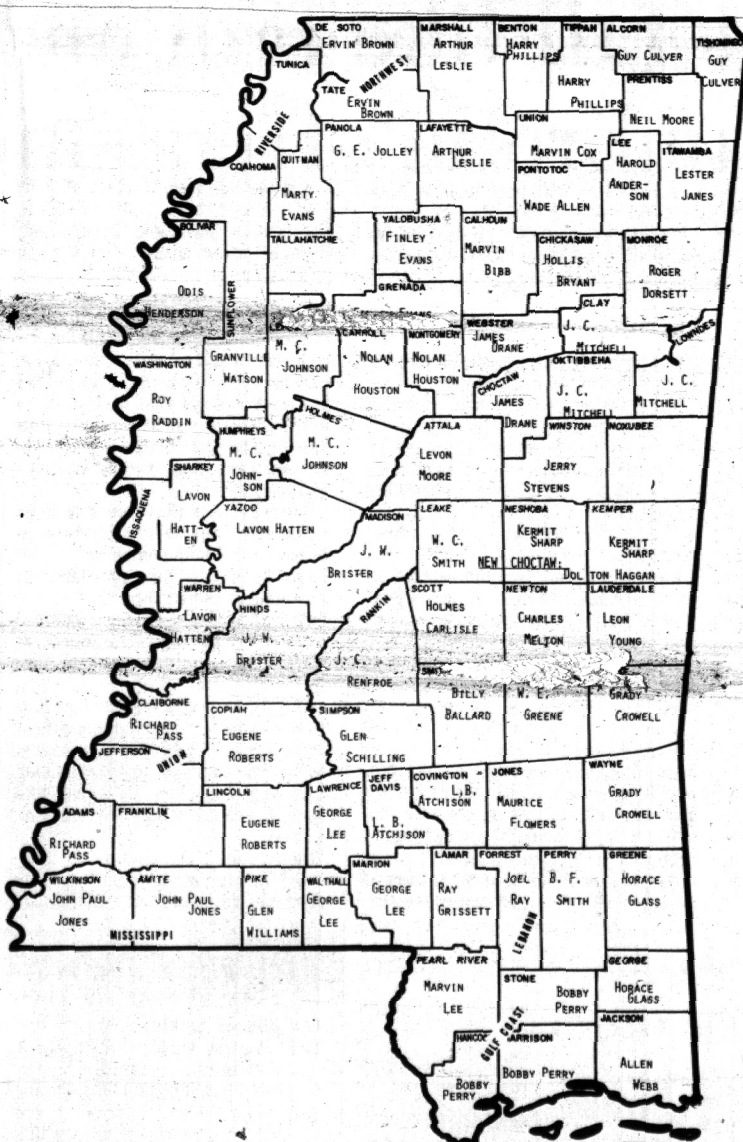 DE SOTO
ERVIN BROWN
MARSHALL
ARTHUR
LESLIE
BENTON
HARRY
PHILLIPS
TIPPAH
HARRY
PHILLIPS
ALCORN
GUY CULVER
TISHOMINGO
GUY
CULVER
TUNICA
TATE
ERVIN
BROWN
NORTHWEST
PRENTISS
NEIL MOORE
RIVERSIDE
PANOLA
G. E. JOLLEY
LAFAYETTE
ARTHUR
LESLIE
UNION
MARVIN COX
LEE
HAROLD
ANDER-
SON
ITAWAMBA
LESTER
JANES
COAHOMA
QUITMAN
MARTY
EVANS
PONTOTOC
WADE ALLEN
BOLIVAR
ODIS
HENDERSON
TALLAHATCHIE
YALOBUSHA
FINLEY
EVANS
CALHOUN
MARVIN
BIBB
CHICKASAW
HOLLIS
BRYANT
MONROE
ROGER
DORSETT
SUNFLOWER
GRANVILLE
WATSON
GRENADA
EVANS
CLAY
J. C.
MITCHELL
M. C.
JOHNSON
CARROLL
NOLAN
HOUSTON
MONTGOMERY
NOLAN
HOUSTON
WEBSTER
JAMES
DRANE
LOWNDES
J. C.
MITCHELL
WASHINGTON
ROY
RADDIN
CHOCTAW
JAMES
DRANE
OKTIBBEHA
J. C.
MITCHELL
HUMPHREYS
M. C.
JOHN-
SON
HOLMES
M. C.
JOHNSON
ATTALA
LEVON
MOORE
WINSTON
JERRY
STEVENS
NOXUBEE
SHARKEY
LAVON
HATT-
EN
ISSAQUENA
YAZOO
LAVON HATTEN
MADISON
J. W.
BRISTER
LEAKE
W. C.
SMITH
NESHOBA
KERMIT
SHARP
KEMPER
KERMIT
SHARP
NEW CHOCTAW:
DOLTON HAGGAN
WARREN
LAVON
HATTEN
HINDS
J. W.
BRISTER
RANKIN
J. C.
RENFROE
SCOTT
HOLMES
CARLISLE
NEWTON
CHARLES
MELTON
LAUDERDALE
LEON
YOUNG
BILLY
BALLARD
W. E.
GREENE
GRADY
CROWELL
CLAIBORNE
RICHARD
PASS
COPIAH
EUGENE
ROBERTS
SIMPSON
GLEN
SCHILLING
JEFFERSON
UNION
LINCOLN
EUGENE
ROBERTS
LAWRENCE
GEORGE
LEE
JEFF
DAVIS
L. B.
ATCHISON
COVINGTON
L.B.
ATCHISON
JONES
MAURICE
FLOWERS
WAYNE
GRADY
CROWELL
ADAMS
RICHARD
PASS
FRANKLIN
WILKINSON
JOHN PAUL
JONES
AMITE
JOHN PAUL
JONES
MISSISSIPPI
PIKE
GLEN
WILLIAMS
WALTHALL
GEORGE
LEE
MARION
GEORGE
LEE
LAMAR
RAY
GRISSETT
FORREST
JOEL
RAY
LEBANON
PERRY
B. F.
SMITH
GREENE
HORACE
GLASS
PEARL RIVER
MARVIN
LEE
STONE
BOBBY
PERRY
GEORGE
HORACE
GLASS
GULF COAST
HANCOCK
BOBBY
PERRY
HARRISON
BOBBY PERRY
JACKSON
ALLEN
WEBB